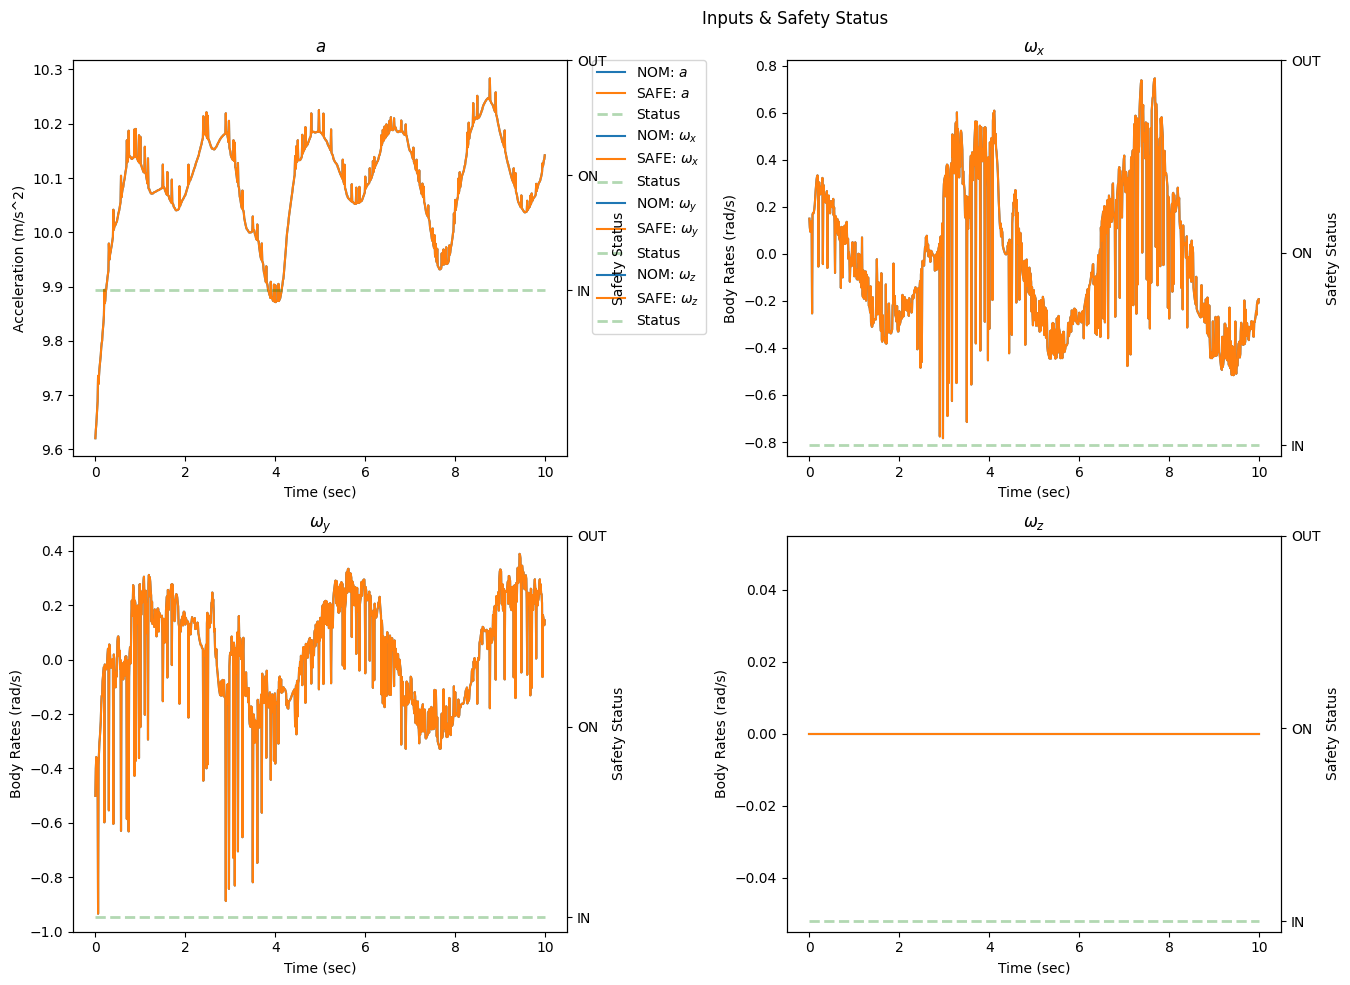 Inputs & Safety Status
a
10.3
10.2
10.1
10.0
9.9
9.8
9.7
9.6
Acceleration (m/s^2)
0 2 4 6 8 10
Time (sec)
OUT
ON
IN
Safety Status
NOM: a
SAFE: a
Status
NOM: ωx
SAFE: ωx
Status
NOM: ωy
SAFE: ωy
Status
NOM: ωz
SAFE: ωz
Status
ωx
0.8
0.6
0.4
0.2
0.0
−0.2
−0.4
−0.6
−0.8
Body Rates (rad/s)
0 2 4 6 8 10
Time (sec)
OUT
ON
IN
Safety Status
ωy
0.4
0.2
0.0
−0.2
−0.4
−0.6
−0.8
−1.0
Body Rates (rad/s)
0 2 4 6 8 10
Time (sec)
OUT
ON
IN
Safety Status
ωz
0.04
0.02
0.00
−0.02
−0.04
Body Rates (rad/s)
0 2 4 6 8 10
Time (sec)
OUT
ON
IN
Safety Status